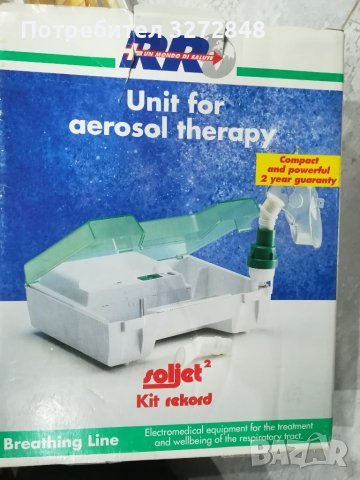 Потребител 3272848
UN MONDO DI SALUTE
Unit for
aerosol therapy
Compact
and powerful
2 year guaranty
soljet²
Kit rekord
Breathing Line
Electromedical equipment for the treatment
and wellbeing of the respiratory tract.
BAZAR